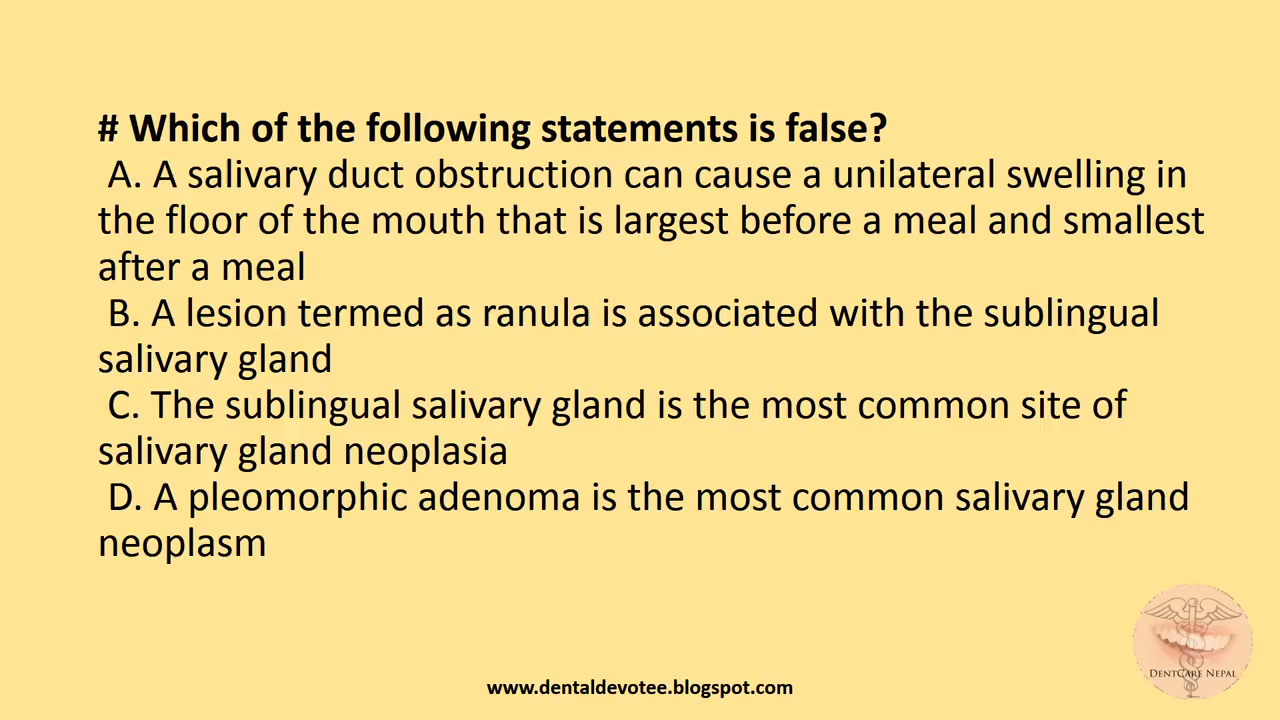 # Which of the following statements is false?
A. A salivary duct obstruction can cause a unilateral swelling in
the floor of the mouth that is largest before a meal and smallest
after a meal
B. A lesion termed as ranula is associated with the sublingual
salivary gland
C. The sublingual salivary gland is the most common site of
salivary gland neoplasia
D. A pleomorphic adenoma is the most common salivary gland
neoplasm
DENTCARE NEPAL
www.dentaldevotee.blogspot.com